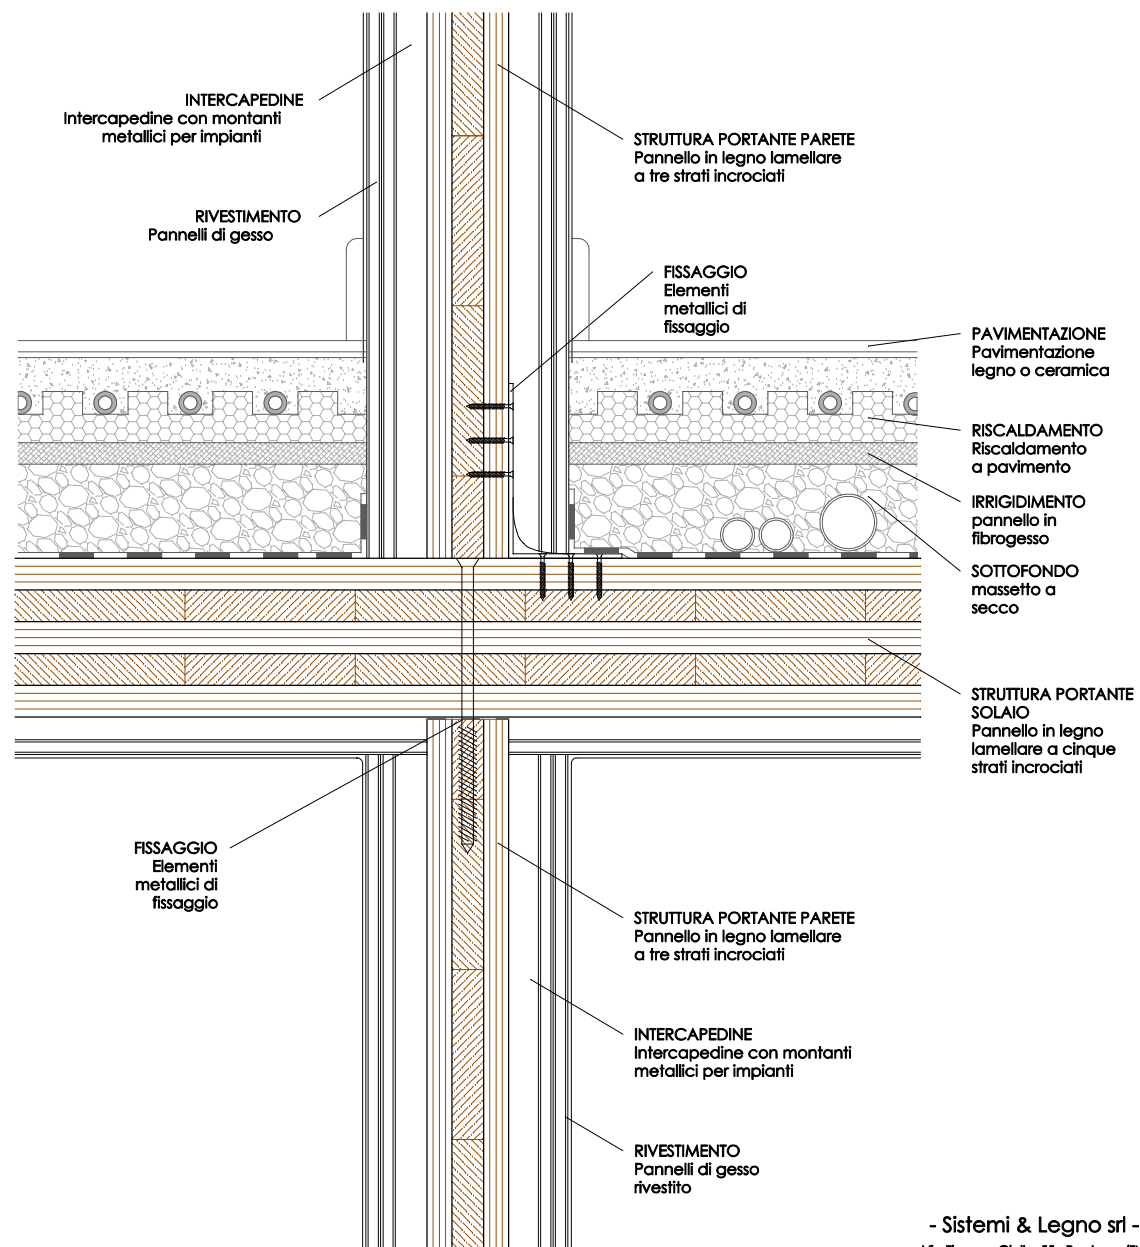 INTERCAPEDINE
Intercapedine con montanti
metallici per impianti
STRUTTURA PORTANTE PARETE
Pannello in legno lamellare
a tre strati incrociati
RIVESTIMENTO
Pannelli di gesso
FISSAGGIO
Elementi
metallici di
fissaggio
PAVIMENTAZIONE
Pavimentazione
legno o ceramica
RISCALDAMENTO
Riscaldamento
a pavimento
IRRIGIDIMENTO
pannello in
fibrogesso
SOTTOFONDO
massetto a
secco
STRUTTURA PORTANTE
SOLAIO
Pannello in legno
lamellare a cinque
strati incrociati
FISSAGGIO
Elementi
metallici di
fissaggio
STRUTTURA PORTANTE PARETE
Pannello in legno lamellare
a tre strati incrociati
INTERCAPEDINE
Intercapedine con montanti
metallici per impianti
RIVESTIMENTO
Pannelli di gesso
rivestito
- Sistemi & Legno srl -